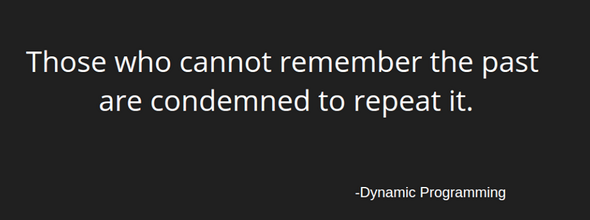 Those who cannot remember the past
are condemned to repeat it.
-Dynamic Programming